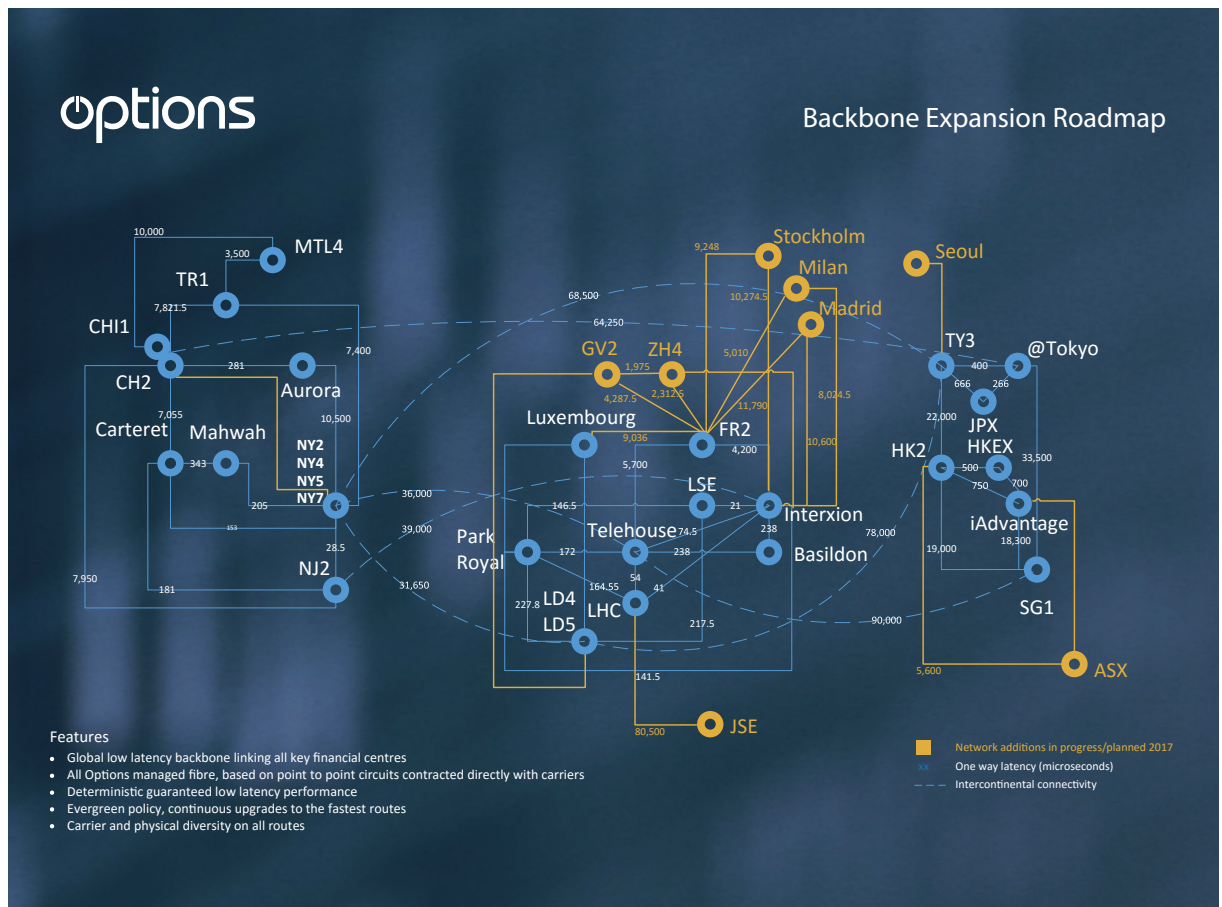 options
Backbone Expansion Roadmap
10,000
MTL4
3,500
TR1
7,821.5
CHI1
7,400
CH2
281
Aurora
7,055
10,500
Carteret
Mahwah
343
NY2
NY4
NY5
NY7
205
153
28.5
NJ2
7,950
181
68,500
64,250
36,000
39,000
31,650
78,000
90,000
Stockholm
9,248
Milan
10,274.5
Madrid
GV2
1,975
ZH4
5,010
4,287.5
2,312.5
8,024.5
11,790
Luxembourg
9,036
FR2
10,600
5,700
4,200
LSE
146.5
21
Interxion
Telehouse
74.5
238
Park
Royal
172
238
Basildon
54
164.55
41
227.8
LD4
LD5
LHC
217.5
141.5
80,500
JSE
Seoul
TY3
@Tokyo
400
666
266
JPX
22,000
HKEX
HK2
500
33,500
750
700
iAdvantage
19,000
18,300
SG1
5,600
ASX
Features
• Global low latency backbone linking all key financial centres
• All Options managed fibre, based on point to point circuits contracted directly with carriers
• Deterministic guaranteed low latency performance
• Evergreen policy, continuous upgrades to the fastest routes
• Carrier and physical diversity on all routes
Network additions in progress/planned 2017
xx One way latency (microseconds)
Intercontinental connectivity